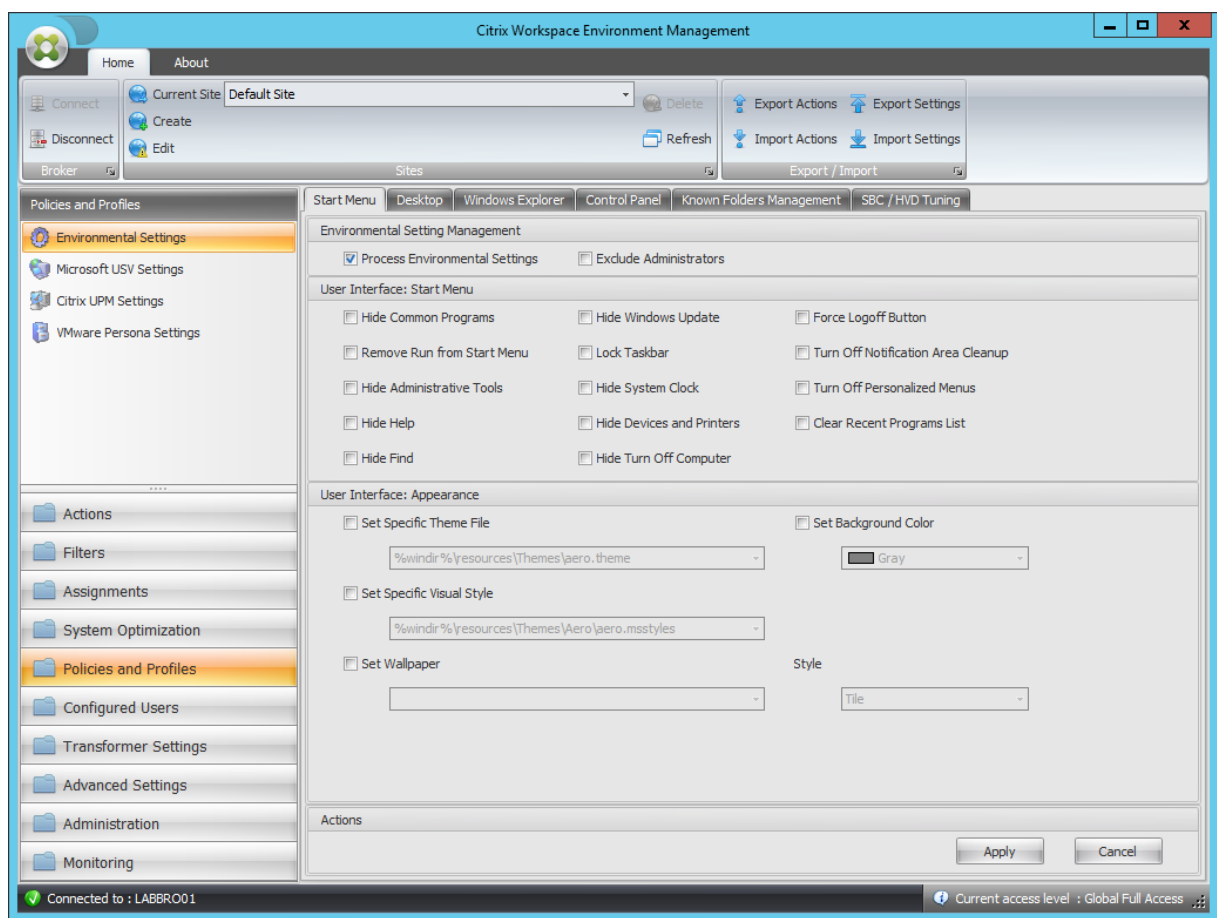 Citrix Workspace Environment Management
Home About
Connect
Disconnect
Broker
Current Site Default Site
Create
Edit
Delete
Refresh
Sites
Export Actions Export Settings
Import Actions Import Settings
Export / Import
Policies and Profiles
Environmental Settings
Microsoft USV Settings
Citrix UPM Settings
VMware Persona Settings
Actions
Filters
Assignments
System Optimization
Policies and Profiles
Configured Users
Transformer Settings
Advanced Settings
Administration
Monitoring
Start Menu Desktop Windows Explorer Control Panel Known Folders Management SBC / HVD Tuning
Environmental Setting Management
Process Environmental Settings Exclude Administrators
User Interface: Start Menu
Hide Common Programs Hide Windows Update Force Logoff Button
Remove Run from Start Menu Lock Taskbar Turn Off Notification Area Cleanup
Hide Administrative Tools Hide System Clock Turn Off Personalized Menus
Hide Help Hide Devices and Printers Clear Recent Programs List
Hide Find Hide Turn Off Computer
User Interface: Appearance
Set Specific Theme File Set Background Color
%windir%\resources\Themes\aero.theme Gray
Set Specific Visual Style
%windir%\resources\Themes\Aero\aero.msstyles
Set Wallpaper Style
Tile
Actions
Apply Cancel
Connected to : LABBRO01 Current access level : Global Full Access